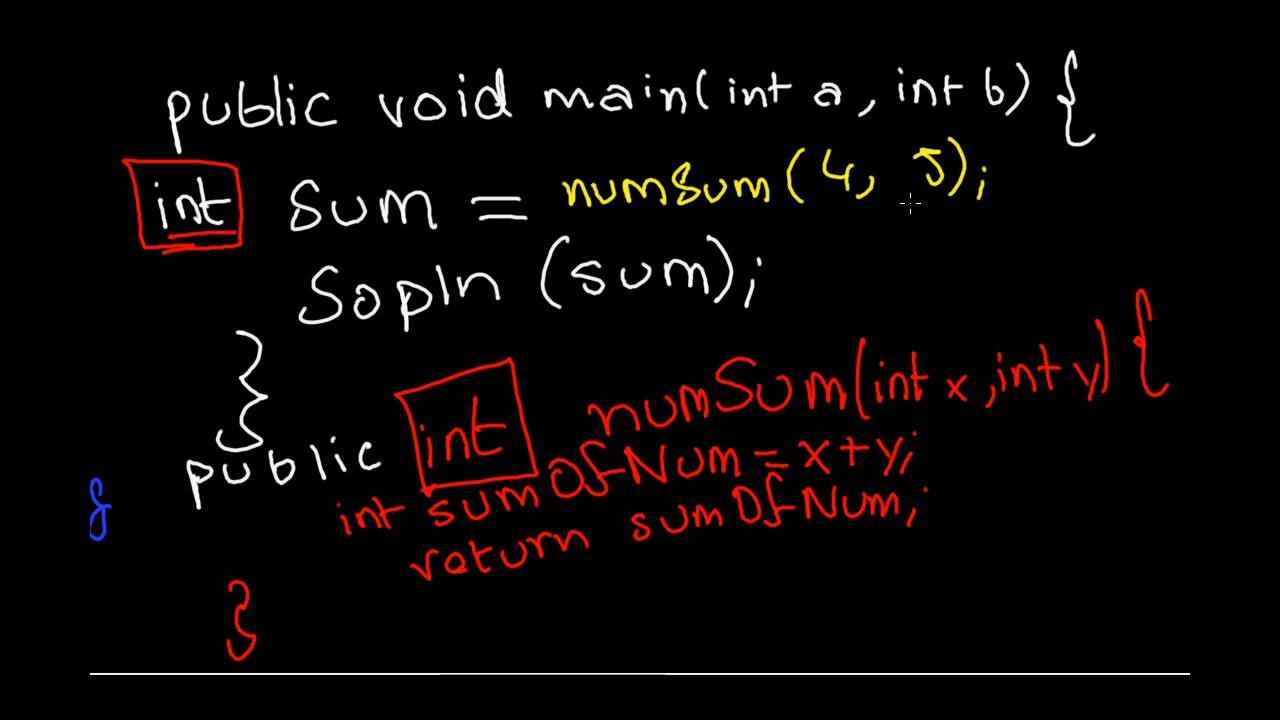 public void main(int a, int b) {
int sum = numSum(4, 5);
Sopln (sum);
}
public int numSum(int x, int y) {
int sumOfNum = x+y;
return sumOfNum;
}